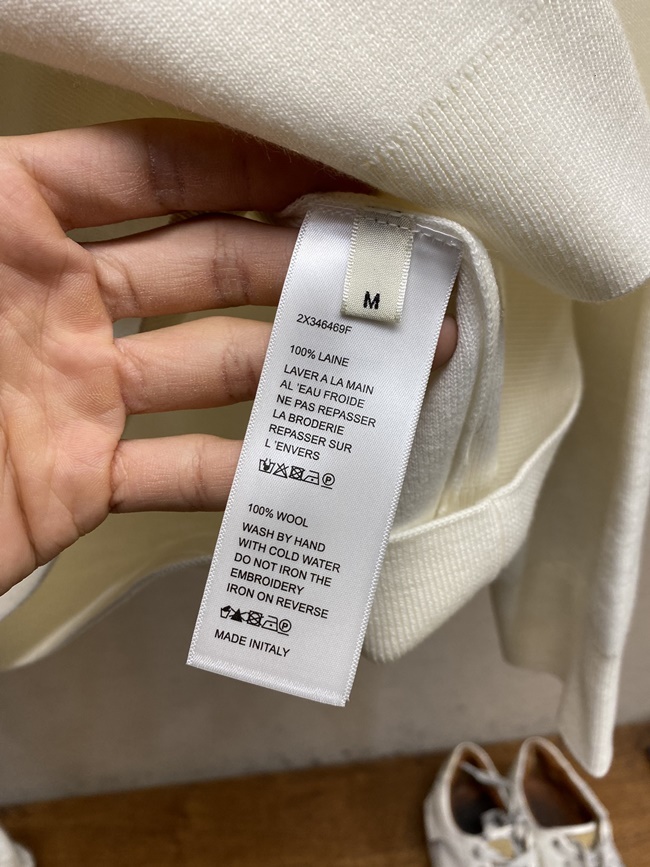 M
2X346469F
100% LAINE
LAVER A LA MAIN
AL 'EAU FROIDE
NE PAS REPASSER
LA BRODERIE
REPASSER SUR
L 'ENVERS
P
100% WOOL
WASH BY HAND
WITH COLD WATER
DO NOT IRON THE
EMBROIDERY
IRON ON REVERSE
P
MADE INITALY